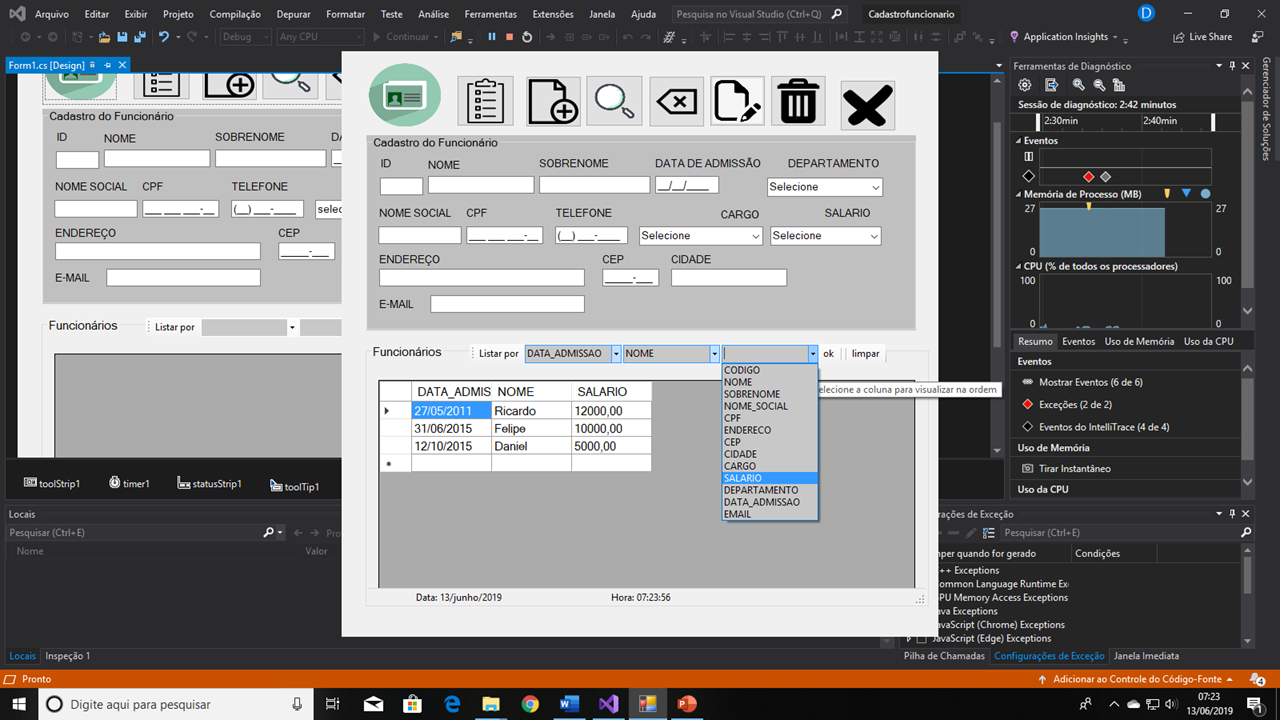 Arquivo Editar Exibir Projeto Compilação Depurar Formatar Teste Análise Ferramentas Extensões Janela Ajuda Pesquisa no Visual Studio (Ctrl+Q) Cadastrofuncionario D
Debug Any CPU Continuar Application Insights Live Share
Form1.cs [Design]
Cadastro do Funcionário
ID NOME SOBRENOME
NOME SOCIAL CPF TELEFONE
ENDEREÇO CEP
E-MAIL
Funcionários Listar por
toolStrip1 timer1 statusStrip1 toolTip1
Cadastro do Funcionário
ID NOME SOBRENOME DATA DE ADMISSÃO DEPARTAMENTO
__/__/____ Selecione
NOME SOCIAL CPF TELEFONE CARGO SALARIO
___ ___ ___-__ (__) ___-____ Selecione Selecione
ENDEREÇO CEP CIDADE
_____-___
E-MAIL
Funcionários Listar por DATA_ADMISSAO NOME ok limpar
CODIGO
NOME
SOBRENOME
NOME_SOCIAL
CPF
ENDERECO
CEP
CIDADE
CARGO
SALARIO
DEPARTAMENTO
DATA_ADMISSAO
EMAIL
elecione a coluna para visualizar na ordem
DATA_ADMIS NOME SALARIO
27/05/2011 Ricardo 12000,00
31/06/2015 Felipe 10000,00
12/10/2015 Daniel 5000,00
Data: 13/junho/2019 Hora: 07:23:56
Ferramentas de Diagnóstico
Sessão de diagnóstico: 2:42 minutos
2:30min 2:40min
Eventos
Memória de Processo (MB)
27 27
0 0
CPU (% de todos os processadores)
100 100
0 0
Resumo Eventos Uso de Memória Uso da CPU
Eventos
Mostrar Eventos (6 de 6)
Exceções (2 de 2)
Eventos do IntelliTrace (4 de 4)
Uso de Memória
Tirar Instantâneo
Uso da CPU
Gerenciador de Soluções
Locais
Pesquisar (Ctrl+E)
Nome Valor
Locais Inspeção 1
urações de Exceção
Pesquisar (Ctrl+E)
mper quando for gerado Condições
++ Exceptions
ommon Language Runtime Ex
PU Memory Access Exceptions
ava Exceptions
avaScript (Chrome) Exceptions
JavaScript (Edge) Exceptions
Pilha de Chamadas Configurações de Exceção Janela Imediata
Pronto Adicionar ao Controle do Código-Fonte 4
Digite aqui para pesquisar
07:23
13/06/2019
1